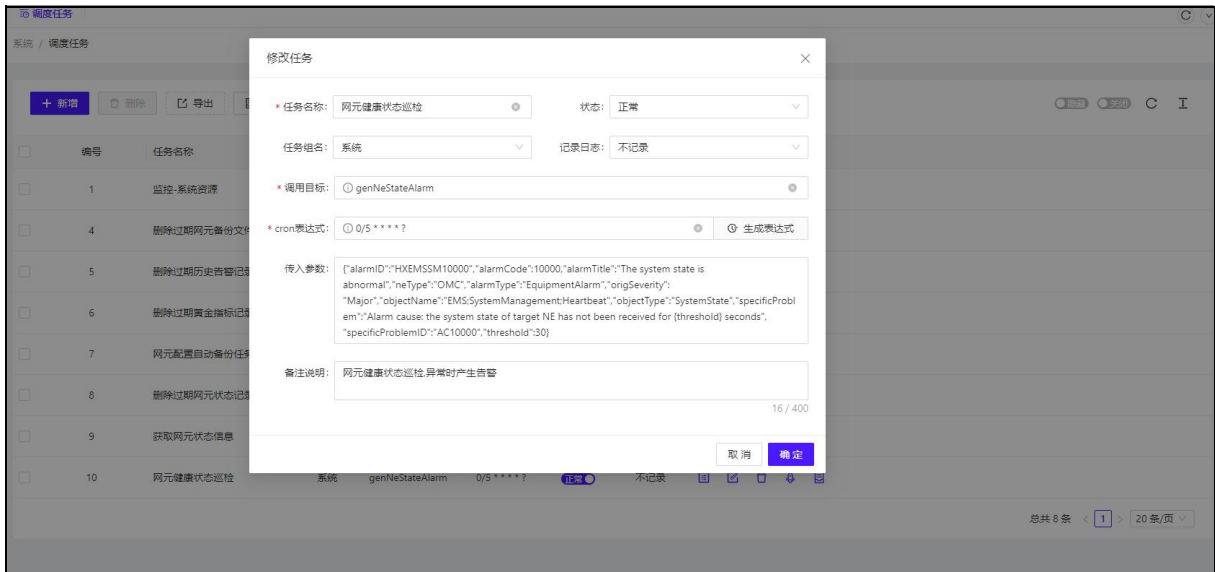 调度任务
系统 / 调度任务
修改任务
+ 新增
删除
导出
隐藏
关闭
* 任务名称: 网元健康状态巡检
状态: 正常
任务组名: 系统
记录日志: 不记录
* 调用目标: genNeStateAlarm
* cron表达式: 0/5 * * * * ?
生成表达式
传入参数: {"alarmID":"HXEMSSM10000","alarmCode":10000,"alarmTitle":"The system state is
abnormal","neType":"OMC","alarmType":"EquipmentAlarm","origSeverity":
"Major","objectName":"EMS;SystemManagement;Heartbeat","objectType":"SystemState","specificProbl
em":"Alarm cause: the system state of target NE has not been received for {threshold} seconds",
"specificProblemID":"AC10000","threshold":30}
备注说明: 网元健康状态巡检,异常时产生告警
16 / 400
取 消
确 定
编号 任务名称
1 监控-系统资源
4 删除过期网元备份文件
5 删除过期历史告警记录
6 删除过期黄金指标记录
7 网元配置自动备份任务
8 删除过期网元状态记录
9 获取网元状态信息
10 网元健康状态巡检 系统 genNeStateAlarm 0/5 * * * * ? 正常 不记录
总共 8 条 < 1 > 20 条/页